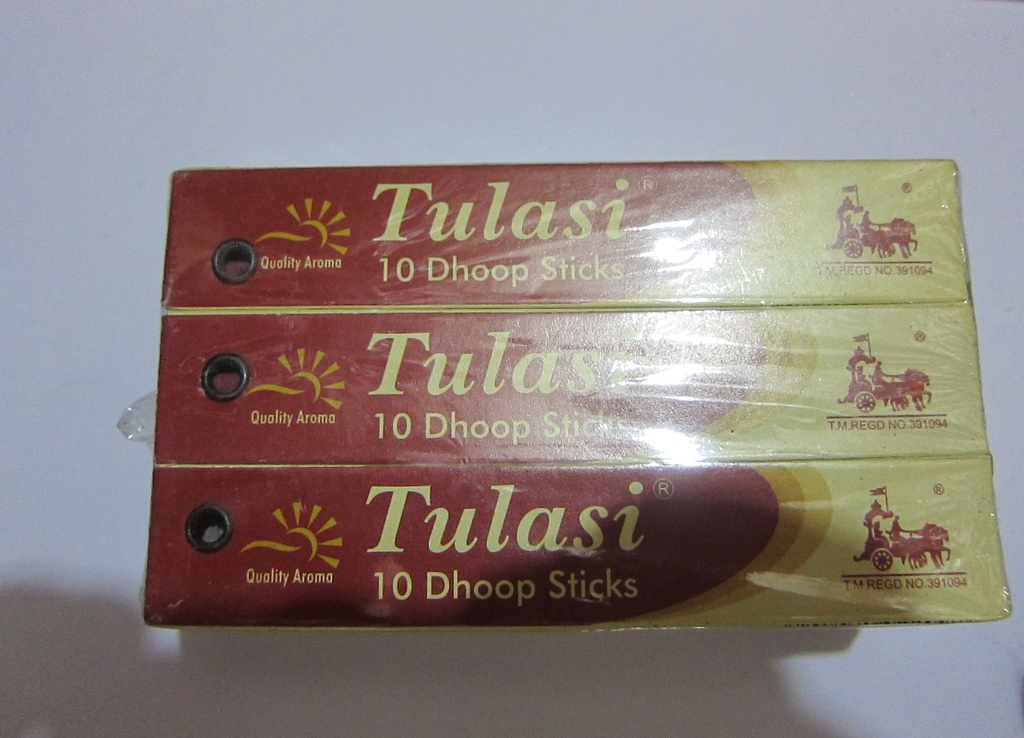 Tulasi®
10 Dhoop Sticks
Quality Aroma
®
T.M.REGD NO.391094
Tulasi
10 Dhoop Sticks
Quality Aroma
®
T.M.REGD NO.391094
Tulasi®
10 Dhoop Sticks
Quality Aroma
®
T.M.REGD NO.391094